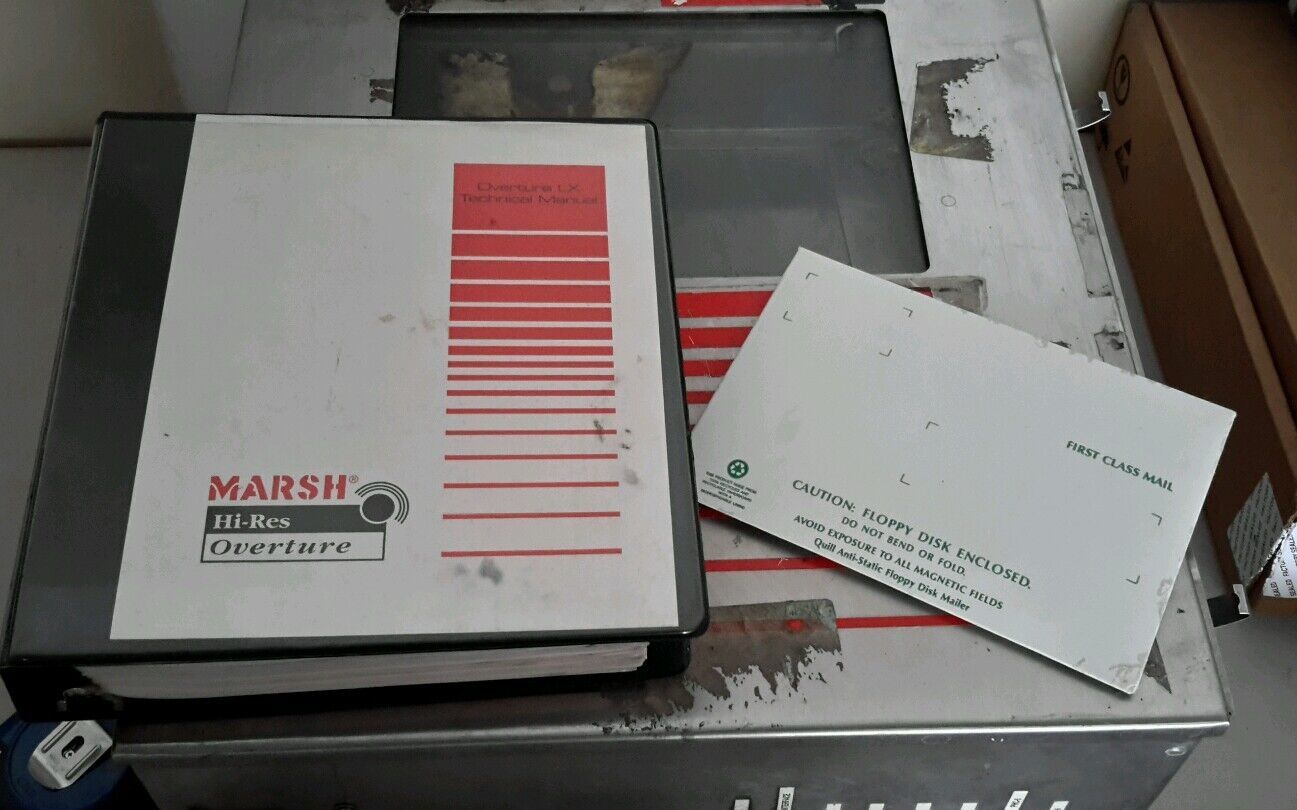 Overture LX
Technical Manual
MARSH®
Hi-Res
Overture
FIRST CLASS MAIL
CAUTION: FLOPPY DISK ENCLOSED.
DO NOT BEND OR FOLD.
AVOID EXPOSURE TO ALL MAGNETIC FIELDS
Quill Anti-Static Floppy Disk Mailer